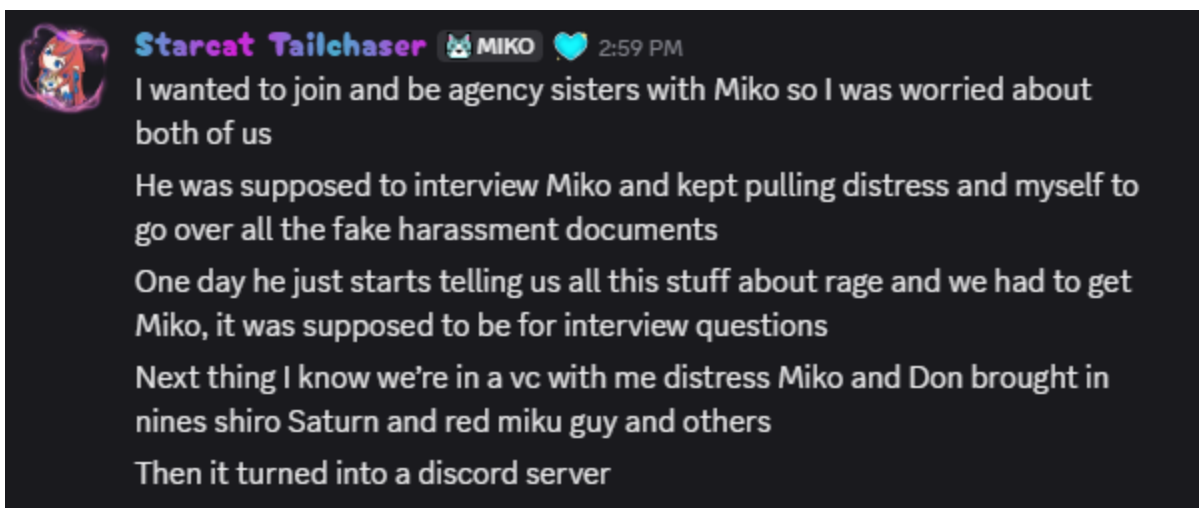 Starcat Tailchaser MIKO 2:59 PM
I wanted to join and be agency sisters with Miko so I was worried about
both of us
He was supposed to interview Miko and kept pulling distress and myself to
go over all the fake harassment documents
One day he just starts telling us all this stuff about rage and we had to get
Miko, it was supposed to be for interview questions
Next thing I know we’re in a vc with me distress Miko and Don brought in
nines shiro Saturn and red miku guy and others
Then it turned into a discord server